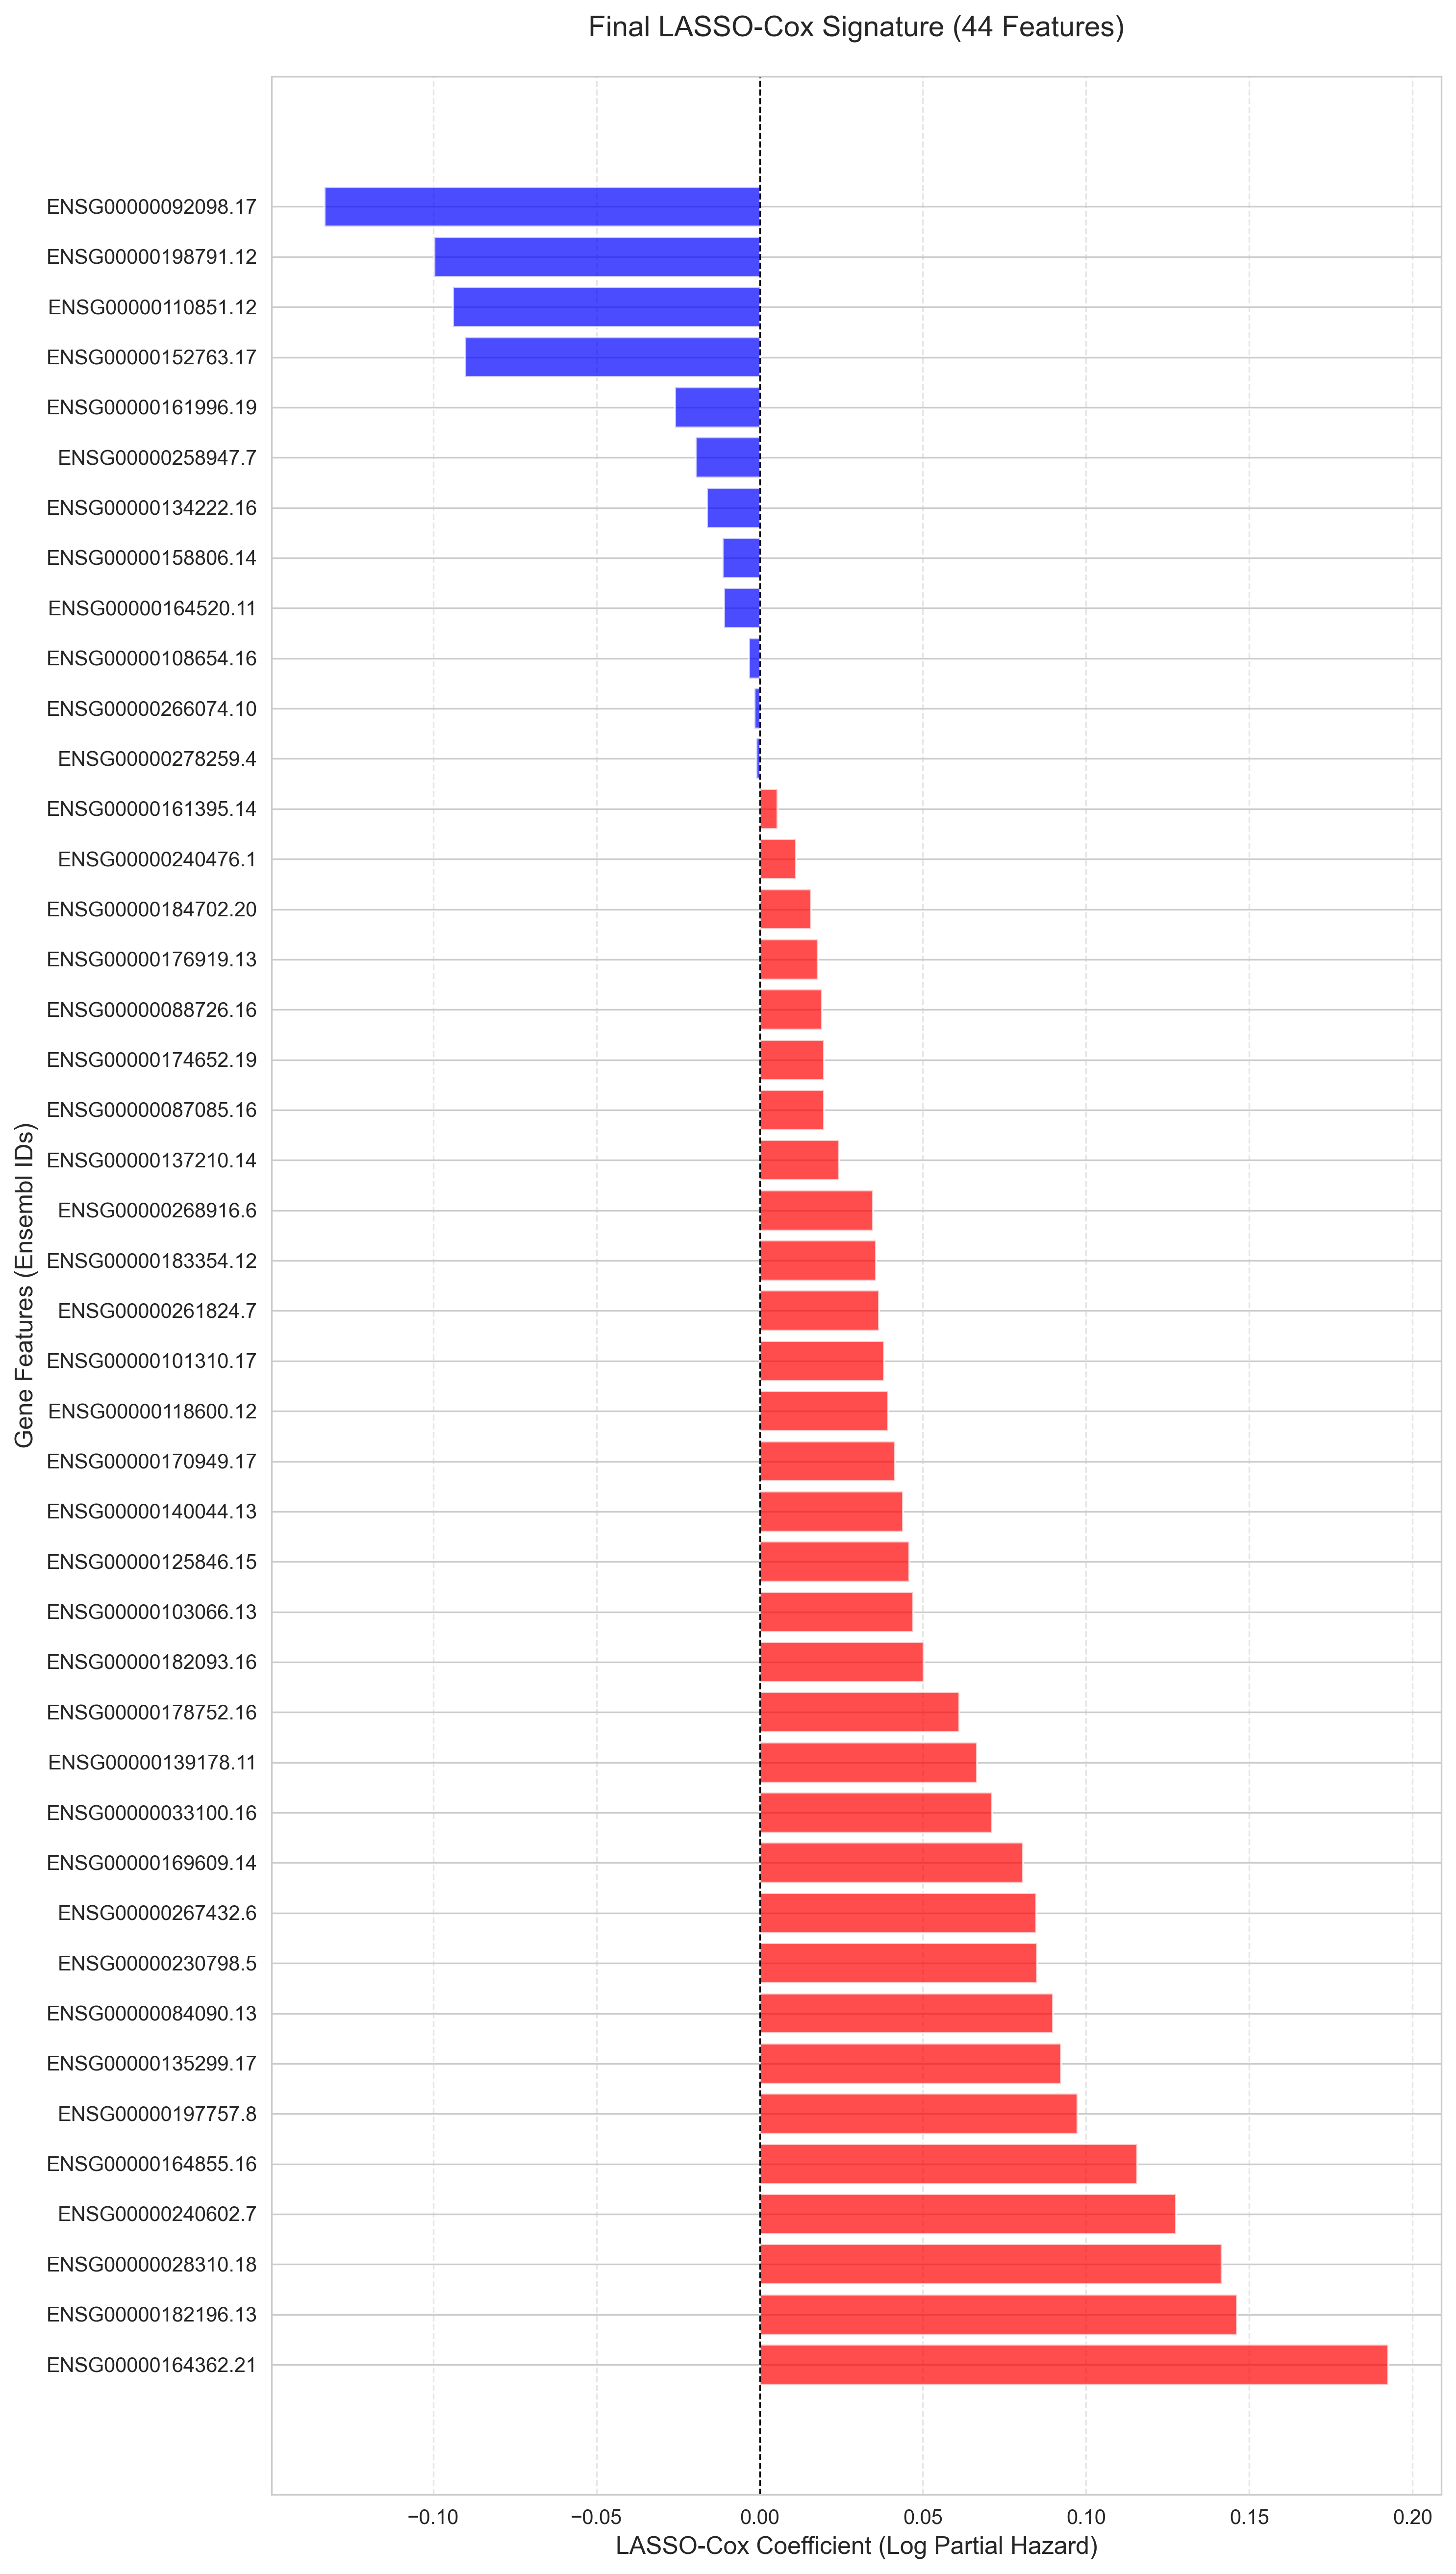 Final LASSO-Cox Signature (44 Features)
ENSG00000092098.17
ENSG00000198791.12
ENSG00000110851.12
ENSG00000152763.17
ENSG00000161996.19
ENSG00000258947.7
ENSG00000134222.16
ENSG00000158806.14
ENSG00000164520.11
ENSG00000108654.16
ENSG00000266074.10
ENSG00000278259.4
ENSG00000161395.14
ENSG00000240476.1
ENSG00000184702.20
ENSG00000176919.13
ENSG00000088726.16
ENSG00000174652.19
ENSG00000087085.16
ENSG00000137210.14
ENSG00000268916.6
ENSG00000183354.12
ENSG00000261824.7
ENSG00000101310.17
ENSG00000118600.12
ENSG00000170949.17
ENSG00000140044.13
ENSG00000125846.15
ENSG00000103066.13
ENSG00000182093.16
ENSG00000178752.16
ENSG00000139178.11
ENSG00000033100.16
ENSG00000169609.14
ENSG00000267432.6
ENSG00000230798.5
ENSG00000084090.13
ENSG00000135299.17
ENSG00000197757.8
ENSG00000164855.16
ENSG00000240602.7
ENSG00000028310.18
ENSG00000182196.13
ENSG00000164362.21
Gene Features (Ensembl IDs)
−0.10 −0.05 0.00 0.05 0.10 0.15 0.20
LASSO-Cox Coefficient (Log Partial Hazard)